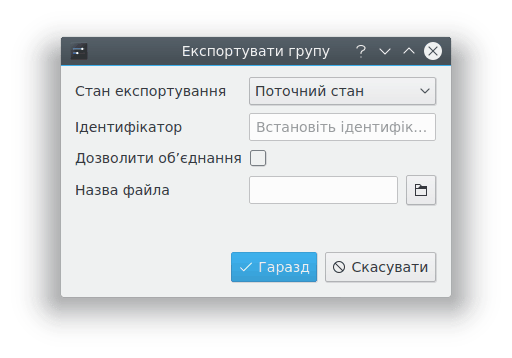 Експортувати групу
Стан експортування Поточний стан
Ідентифікатор Встановіть ідентифік...
Дозволити об’єднання
Назва файла
Гаразд Скасувати